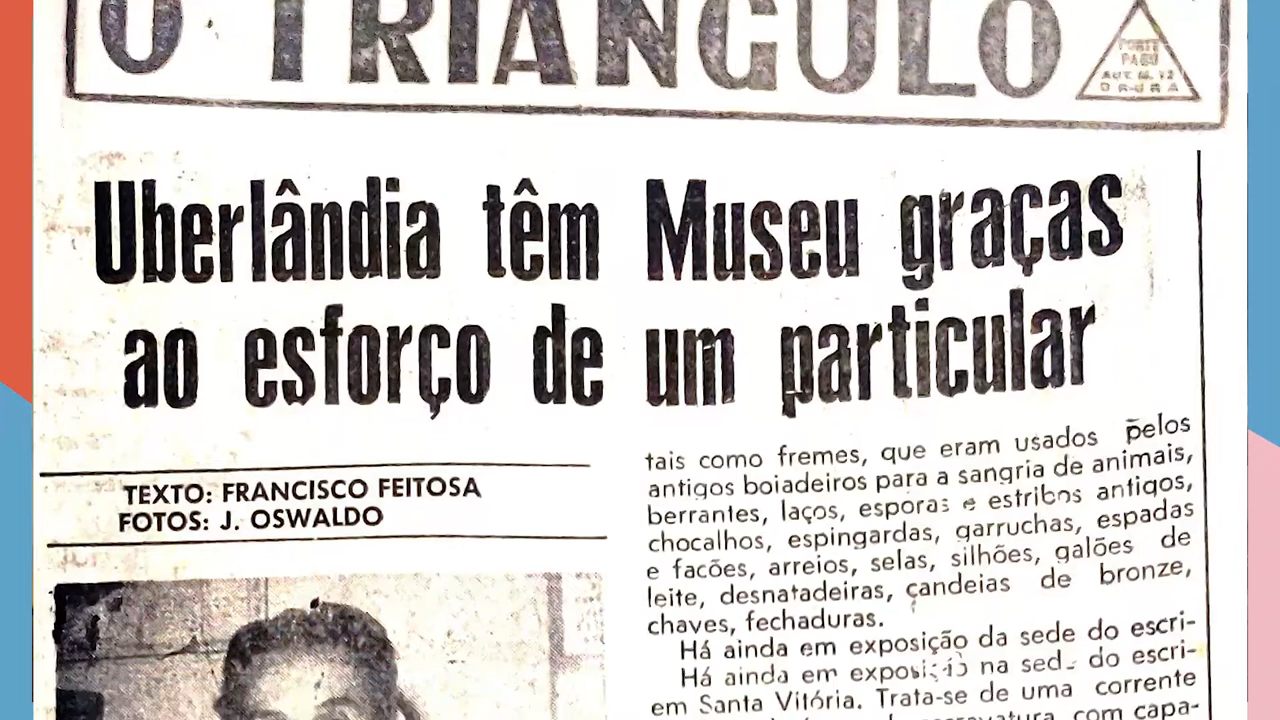 O TRIÂNGULO
PORTE
PAGO
Uberlândia têm Museu graças
ao esforço de um particular
TEXTO: FRANCISCO FEITOSA
FOTOS: J. OSWALDO
tais como fremes, que eram usados pelos
antigos boiadeiros para a sangria de animais,
berrantes, laços, esporas e estribos antigos,
chocalhos, espingardas, garruchas, espadas
e facões, arreios, selas, silhões, galões de
leite, desnatadeiras, candeias de bronze,
chaves, fechaduras.
Há ainda em exposição da sede do escri-
Há ainda em exposição na sede do escri-
em Santa Vitória. Trata-se de uma corrente
com capa-